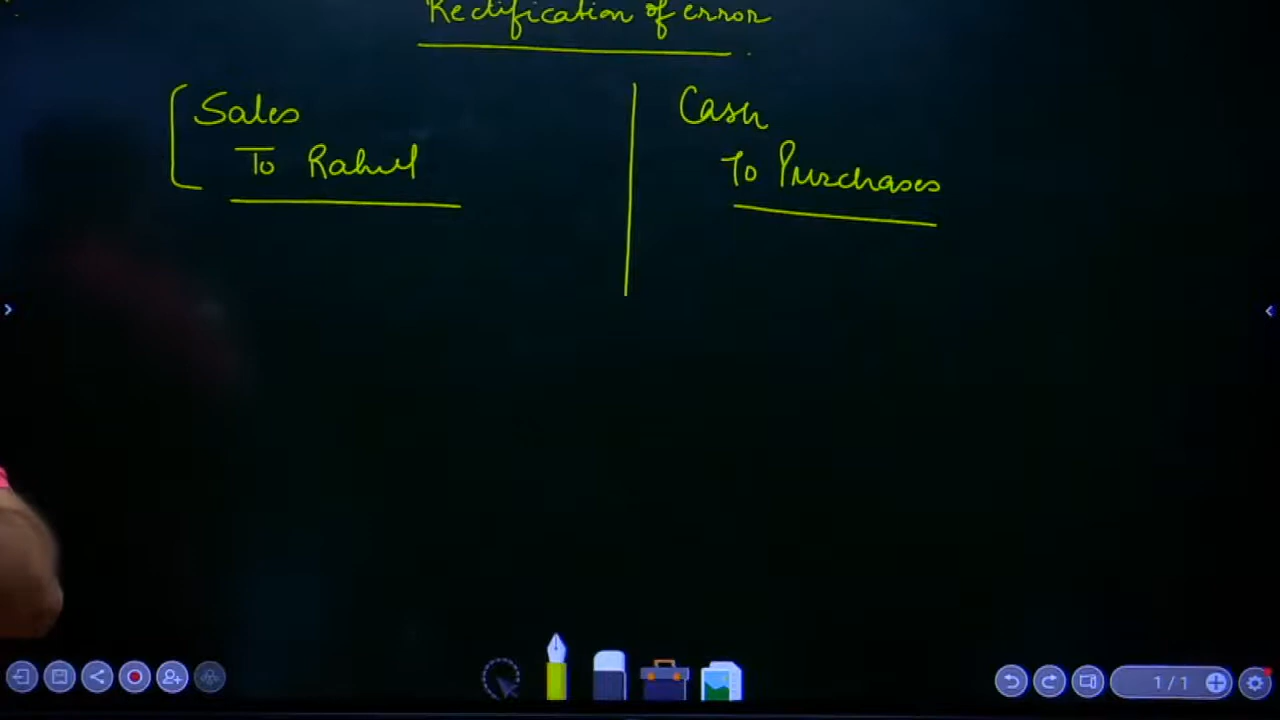 Rectification of error
Sales
To Rahul
Cash
To Purchases
1/1